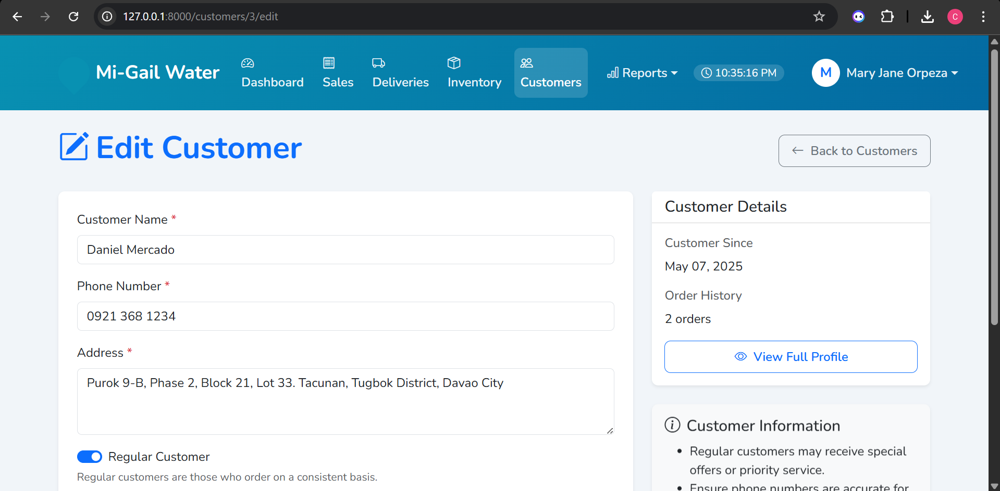 127.0.0.1:8000/customers/3/edit
C
Mi-Gail Water
Dashboard
Sales
Deliveries
Inventory
Customers
Reports
10:35:16 PM
M
Mary Jane Orpeza
Edit Customer
Back to Customers
Customer Name *
Daniel Mercado
Phone Number *
0921 368 1234
Address *
Purok 9-B, Phase 2, Block 21, Lot 33. Tacunan, Tugbok District, Davao City
Regular Customer
Regular customers are those who order on a consistent basis.
Customer Details
Customer Since
May 07, 2025
Order History
2 orders
View Full Profile
Customer Information
Regular customers may receive special
offers or priority service.
Ensure phone numbers are accurate for